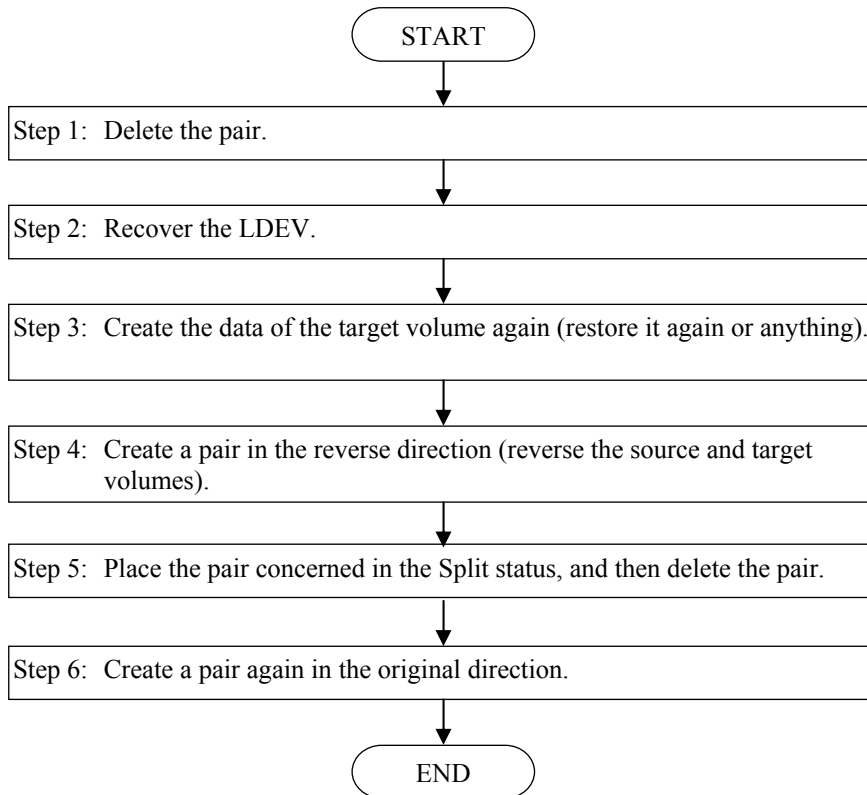 START
Step 1: Delete the pair.
Step 2: Recover the LDEV.
Step 3: Create the data of the target volume again (restore it again or anything).
Step 4: Create a pair in the reverse direction (reverse the source and target
volumes).
Step 5: Place the pair concerned in the Split status, and then delete the pair.
Step 6: Create a pair again in the original direction.
END